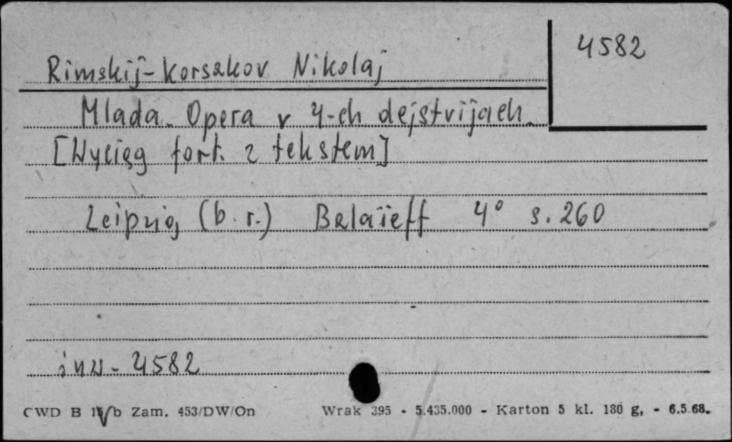 4582
Rimskij-Korsakov Nikolaj
Mlada. Opera v 4-ch dejstvijach.
[Wyciąg fort. z tekstem]
Leipzig (b.r.) Belaïeff 4° s. 260
inw. 4582
CWD B Zam. 453/DW/On Wrak 395 - 5.435.000 - Karton 5 kl. 180 g, - 6.5.68.